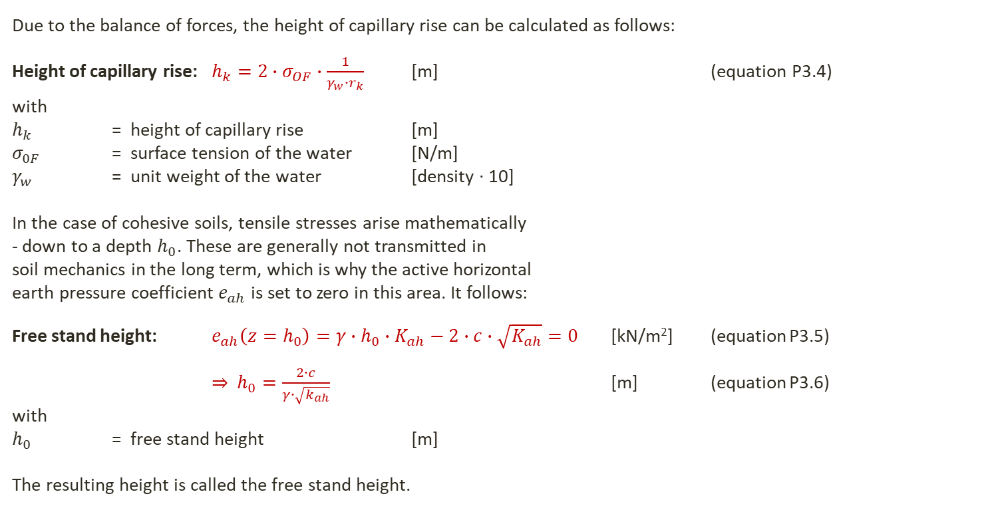 Due to the balance of forces, the height of capillary rise can be calculated as follows:
Height of capillary rise: h_k = 2 · σ_OF · 1/(γ_w·r_k) [m] (equation P3.4)
with
h_k = height of capillary rise [m]
σ_0F = surface tension of the water [N/m]
γ_w = unit weight of the water [density · 10]
In the case of cohesive soils, tensile stresses arise mathematically
- down to a depth h_0. These are generally not transmitted in
soil mechanics in the long term, which is why the active horizontal
earth pressure coefficient e_ah is set to zero in this area. It follows:
Free stand height: e_ah(z = h_0) = γ · h_0 · K_ah − 2 · c · √K_ah = 0 [kN/m²] (equation P3.5)
⇒ h_0 = 2·c/(γ·√k_ah) [m] (equation P3.6)
with
h_0 = free stand height [m]
The resulting height is called the free stand height.